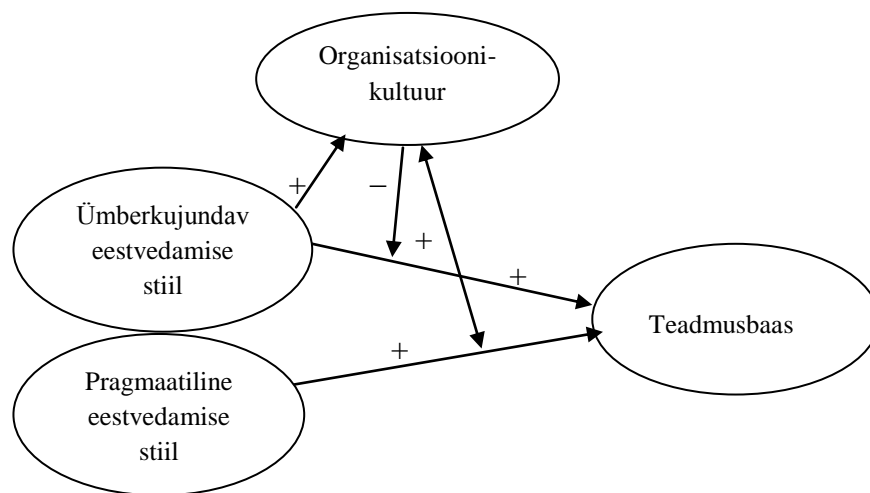 Organisatsiooni-
kultuur
+
–
Ümberkujundav
eestvedamise
stiil
+
+
Teadmusbaas
+
Pragmaatiline
eestvedamise
stiil